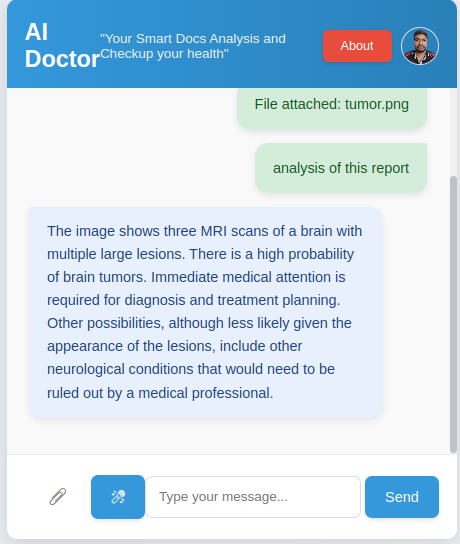 AI
Doctor
"Your Smart Docs Analysis and
Checkup your health"
About
File attached: tumor.png
analysis of this report
The image shows three MRI scans of a brain with
multiple large lesions. There is a high probability
of brain tumors. Immediate medical attention is
required for diagnosis and treatment planning.
Other possibilities, although less likely given the
appearance of the lesions, include other
neurological conditions that would need to be
ruled out by a medical professional.
Type your message...
Send